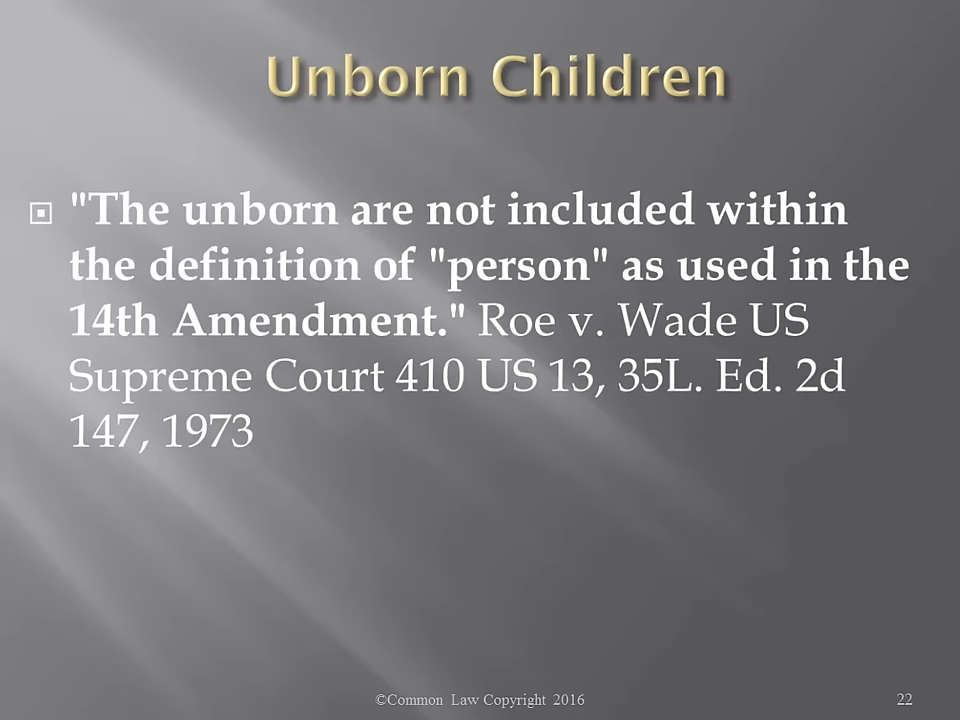 Unborn Children
"The unborn are not included within
the definition of "person" as used in the
14th Amendment." Roe v. Wade US
Supreme Court 410 US 13, 35L. Ed. 2d
147, 1973
©Common Law Copyright 2016
22